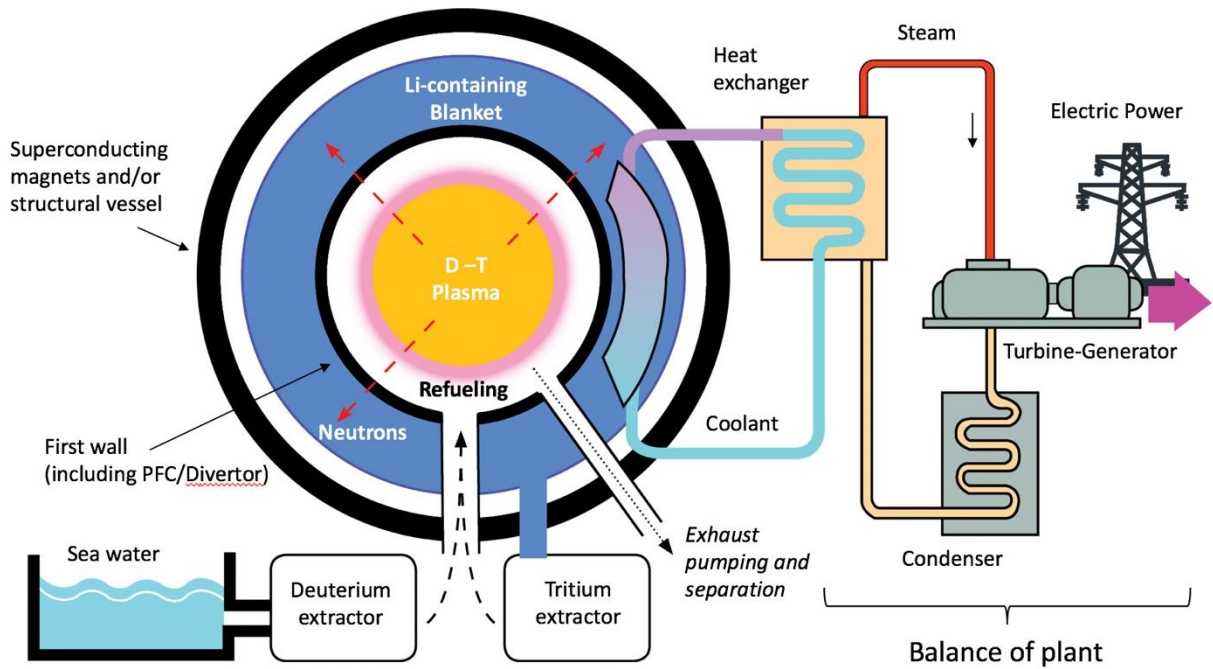 Steam
Heat
exchanger
Li-containing
Blanket
Electric Power
Superconducting
magnets and/or
structural vessel
D –T
Plasma
Turbine-Generator
Refueling
Neutrons
Coolant
First wall
(including PFC/Divertor)
Exhaust
pumping and
separation
Condenser
Sea water
Deuterium
extractor
Tritium
extractor
Balance of plant